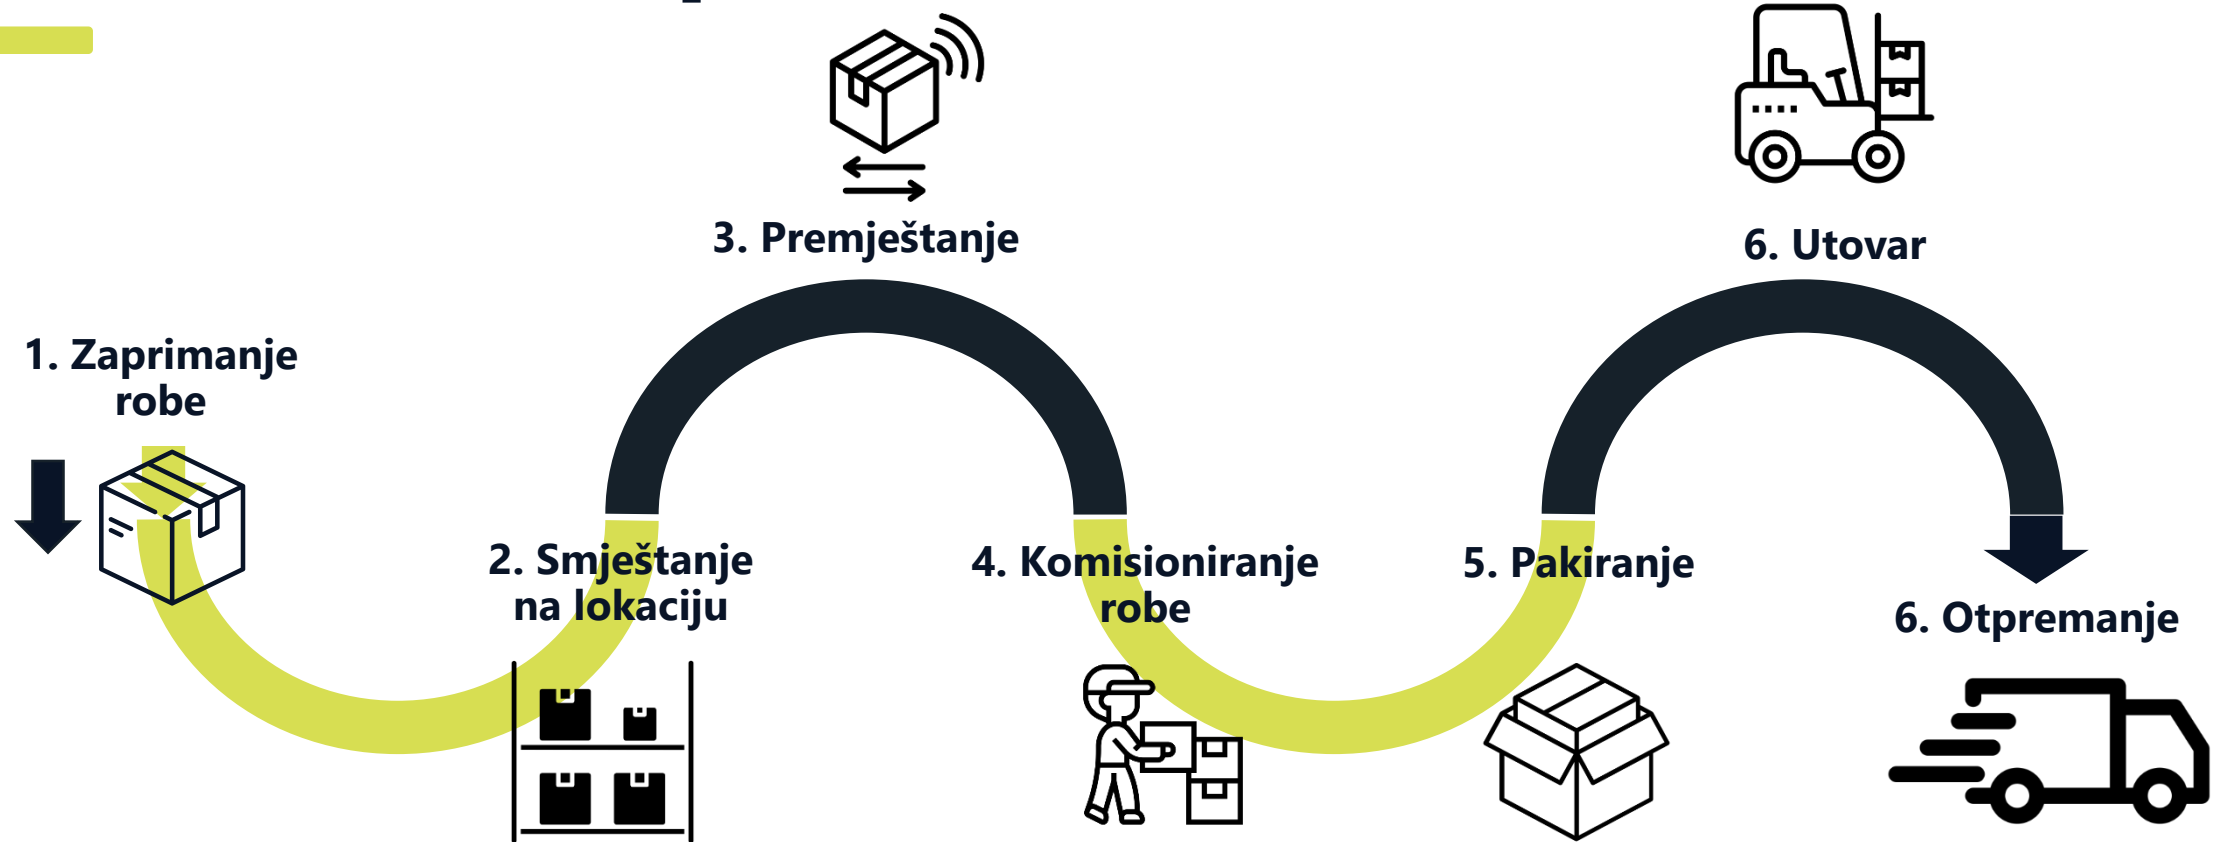 1. Zaprimanje
robe
2. Smještanje
na lokaciju
3. Premještanje
4. Komisioniranje
robe
5. Pakiranje
6. Utovar
6. Otpremanje